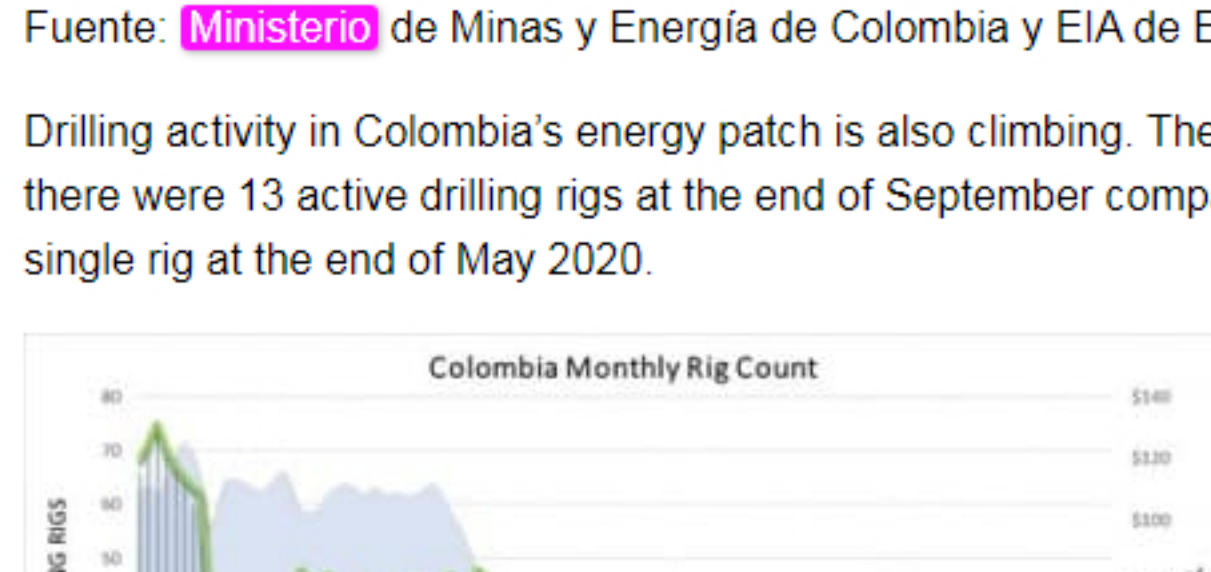 Fuente: Ministerio de Minas y Energía de Colombia y EIA de
Drilling activity in Colombia’s energy patch is also climbing. The
there were 13 active drilling rigs at the end of September
single rig at the end of May 2020.
Colombia Monthly Rig Count
80
$140
70
$120
60
$100
RIGS
50